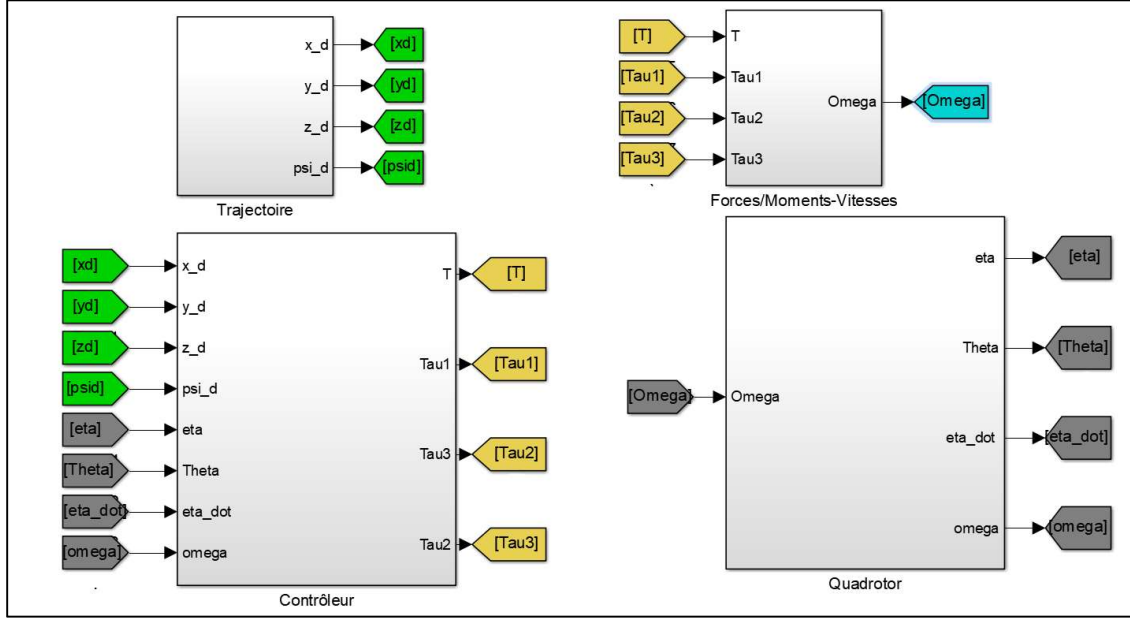 x_d
[xd]
y_d
[yd]
z_d
[zd]
psi_d
[psid]
Trajectoire
[T]
T
[Tau1]
Tau1
[Tau2]
Tau2
[Tau3]
Tau3
Omega
[Omega]
Forces/Moments-Vitesses
[xd]
x_d
[yd]
y_d
[zd]
z_d
[psid]
psi_d
[eta]
eta
[Theta]
Theta
[eta_dot]
eta_dot
[omega]
omega
T
[T]
Tau1
[Tau1]
Tau3
[Tau2]
Tau2
[Tau3]
Contrôleur
[Omega]
Omega
eta
[eta]
Theta
[Theta]
eta_dot
[eta_dot]
omega
[omega]
Quadrotor